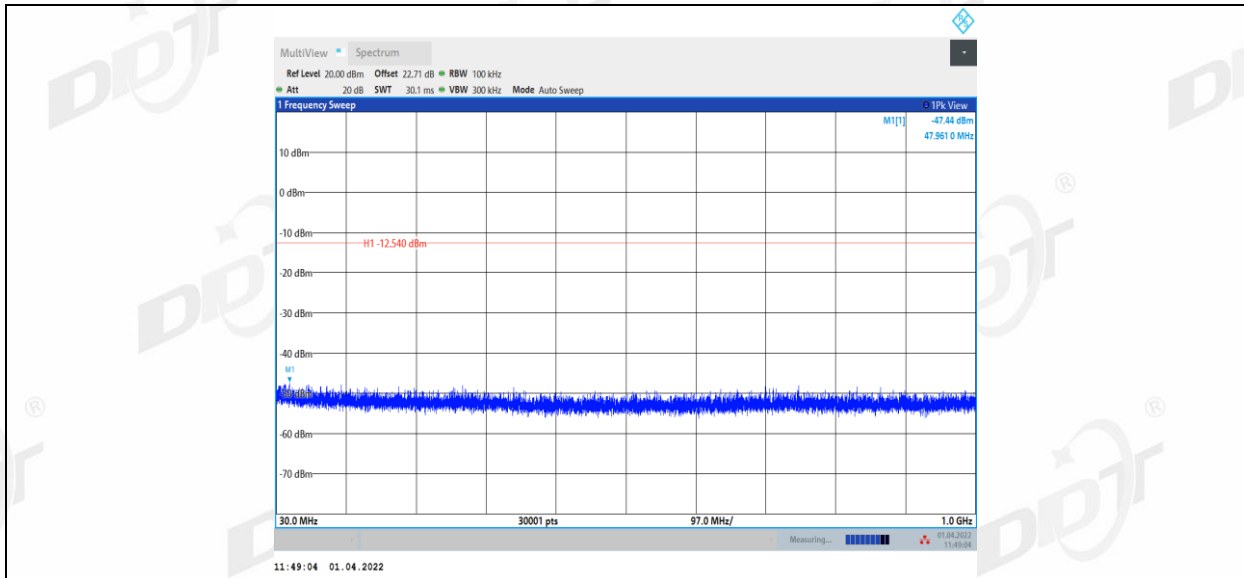 MultiView Spectrum
Ref Level 20.00 dBm Offset 22.71 dB RBW 100 kHz
Att 20 dB SWT 30.1 ms VBW 300 kHz Mode Auto Sweep
1 Frequency Sweep 1Pk View
M1[1] -47.44 dBm
47.961 0 MHz
10 dBm
0 dBm
-10 dBm
H1 -12.540 dBm
-20 dBm
-30 dBm
-40 dBm
M1
-60 dBm
-70 dBm
30.0 MHz 30001 pts 97.0 MHz/ 1.0 GHz
Measuring... 01.04.2022
11:49:04
11:49:04 01.04.2022
DDT
®